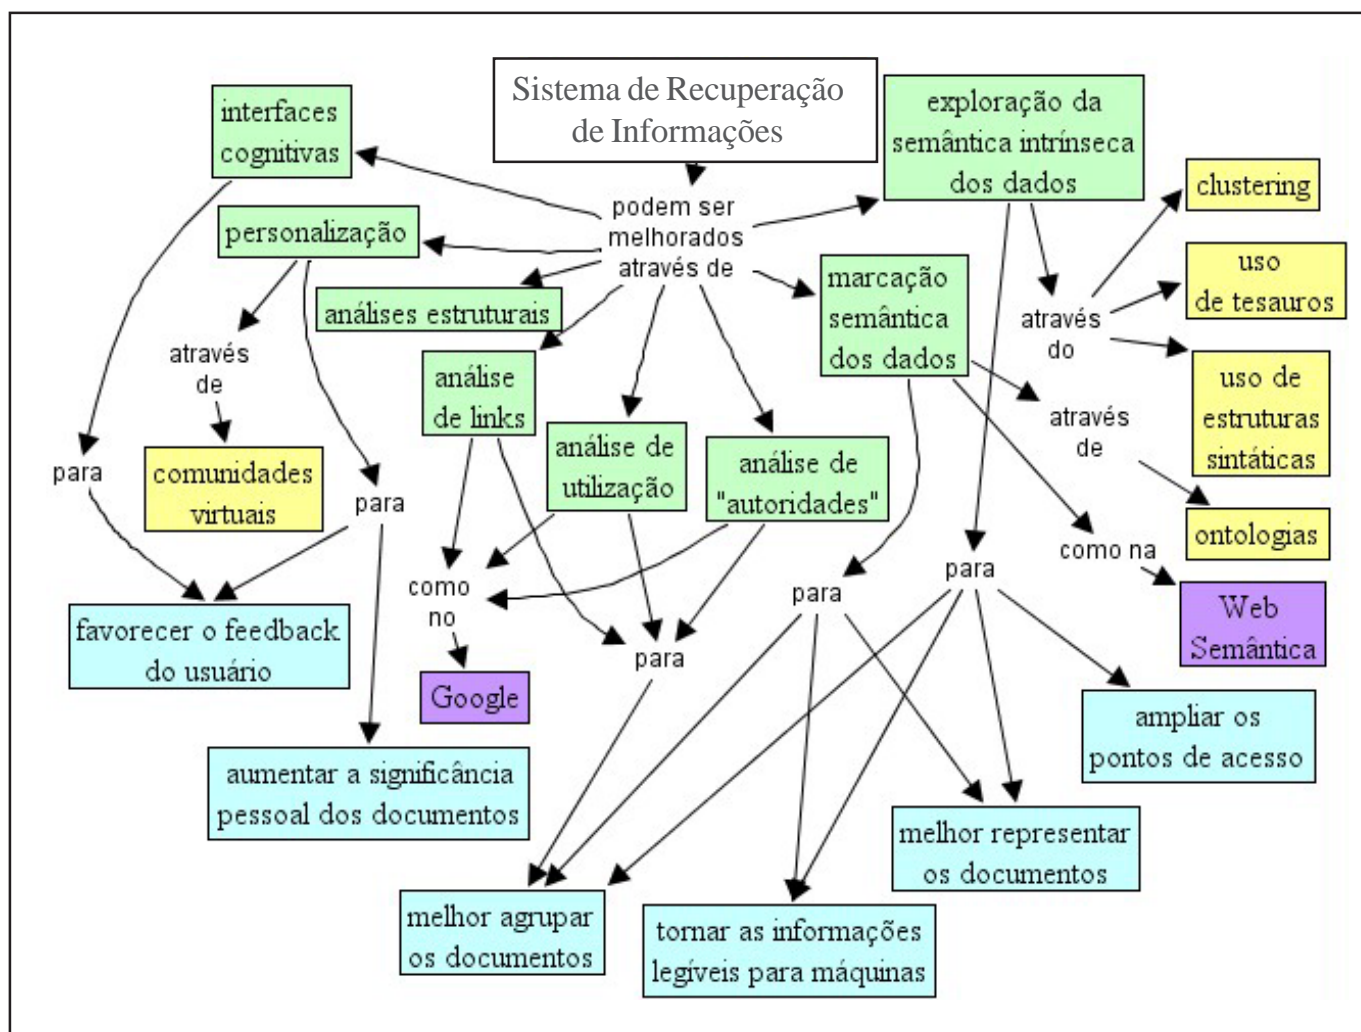 Sistema de Recuperação
de Informações
interfaces
cognitivas
exploração da
semântica intrínseca
dos dados
podem ser
melhorados
através de
personalização
análises estruturais
análise
de links
análise de
utilização
análise de
"autoridades"
marcação
semântica
dos dados
através
do
clustering
uso
de tesauros
uso de
estruturas
sintáticas
através
de
ontologias
como na
Web
Semântica
através
de
comunidades
virtuais
para
para
favorecer o feedback
do usuário
como
no
Google
para
para
para
ampliar os
pontos de acesso
aumentar a significância
pessoal dos documentos
melhor representar
os documentos
melhor agrupar
os documentos
tornar as informações
legíveis para máquinas